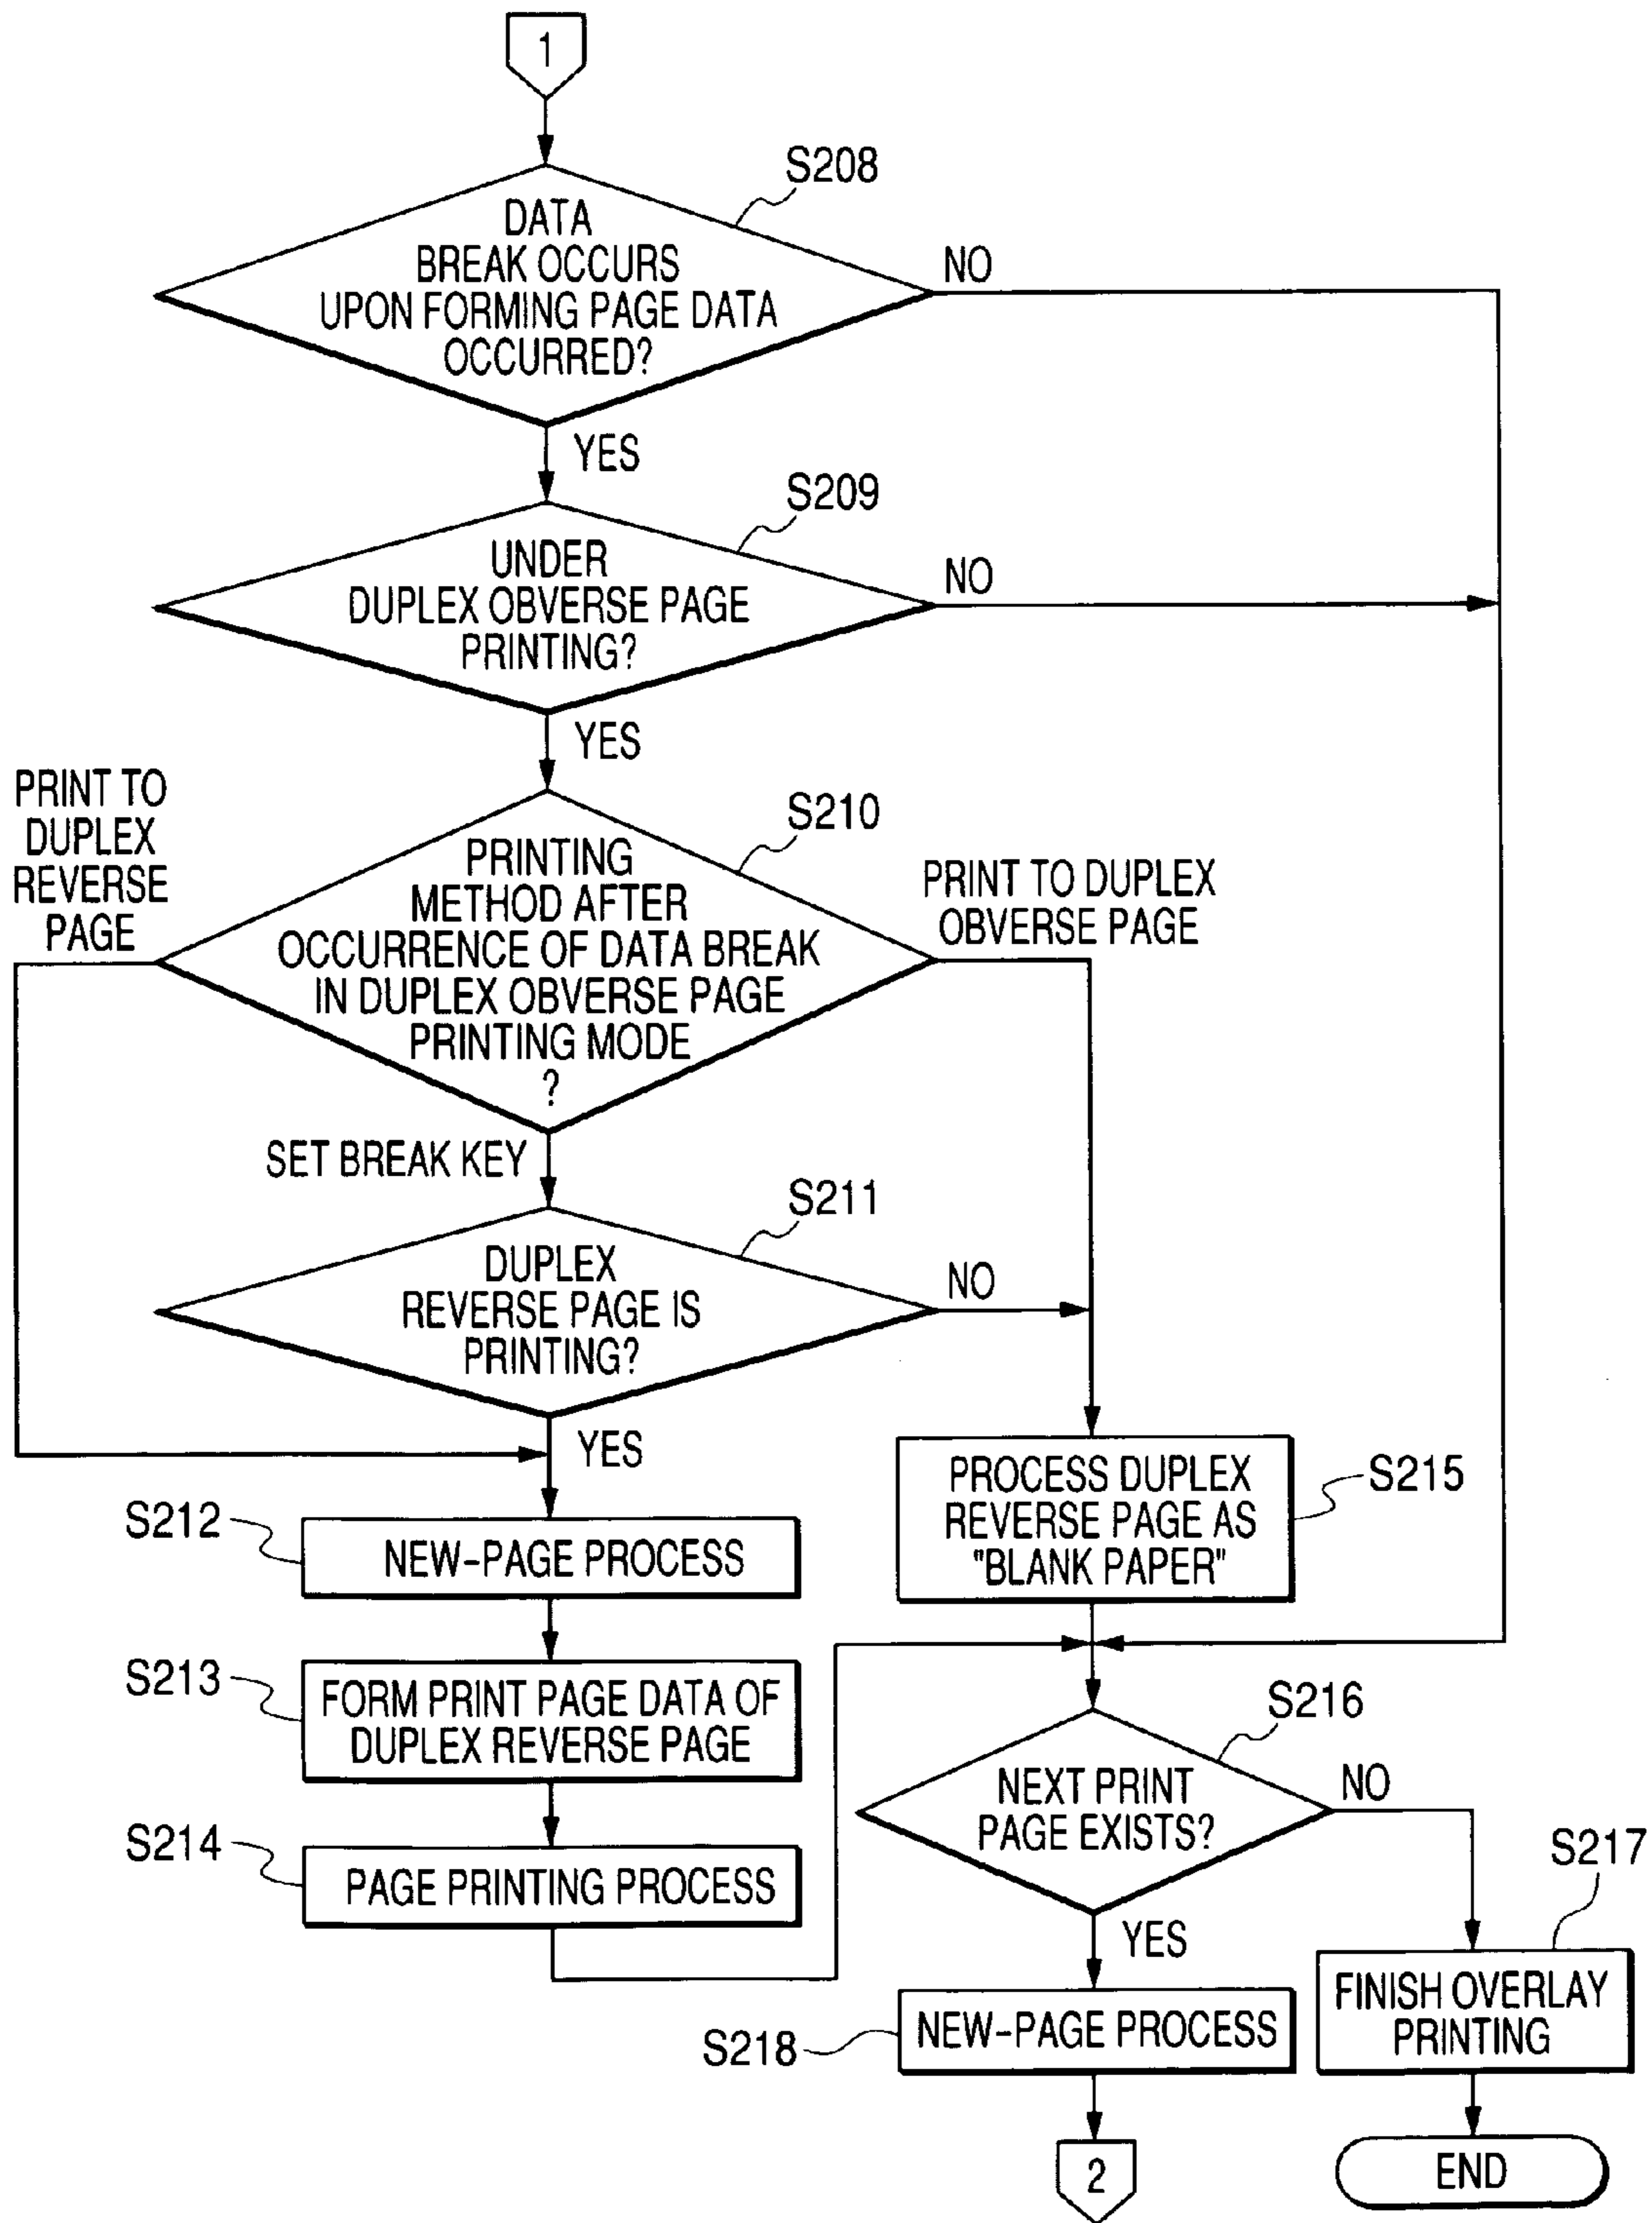 1
S208
DATA
BREAK OCCURS
UPON FORMING PAGE DATA
OCCURRED?
NO
YES
S209
UNDER
DUPLEX OBVERSE PAGE
PRINTING?
NO
YES
PRINT TO
DUPLEX
REVERSE
PAGE
S210
PRINTING
METHOD AFTER
OCCURRENCE OF DATA BREAK
IN DUPLEX OBVERSE PAGE
PRINTING MODE
?
PRINT TO DUPLEX
OBVERSE PAGE
SET BREAK KEY
S211
DUPLEX
REVERSE PAGE IS
PRINTING?
NO
YES
S212
NEW-PAGE PROCESS
S215
PROCESS DUPLEX
REVERSE PAGE AS
"BLANK PAPER"
S213
FORM PRINT PAGE DATA OF
DUPLEX REVERSE PAGE
S214
PAGE PRINTING PROCESS
S216
NEXT PRINT
PAGE EXISTS?
NO
YES
S217
FINISH OVERLAY
PRINTING
S218
NEW-PAGE PROCESS
2
END